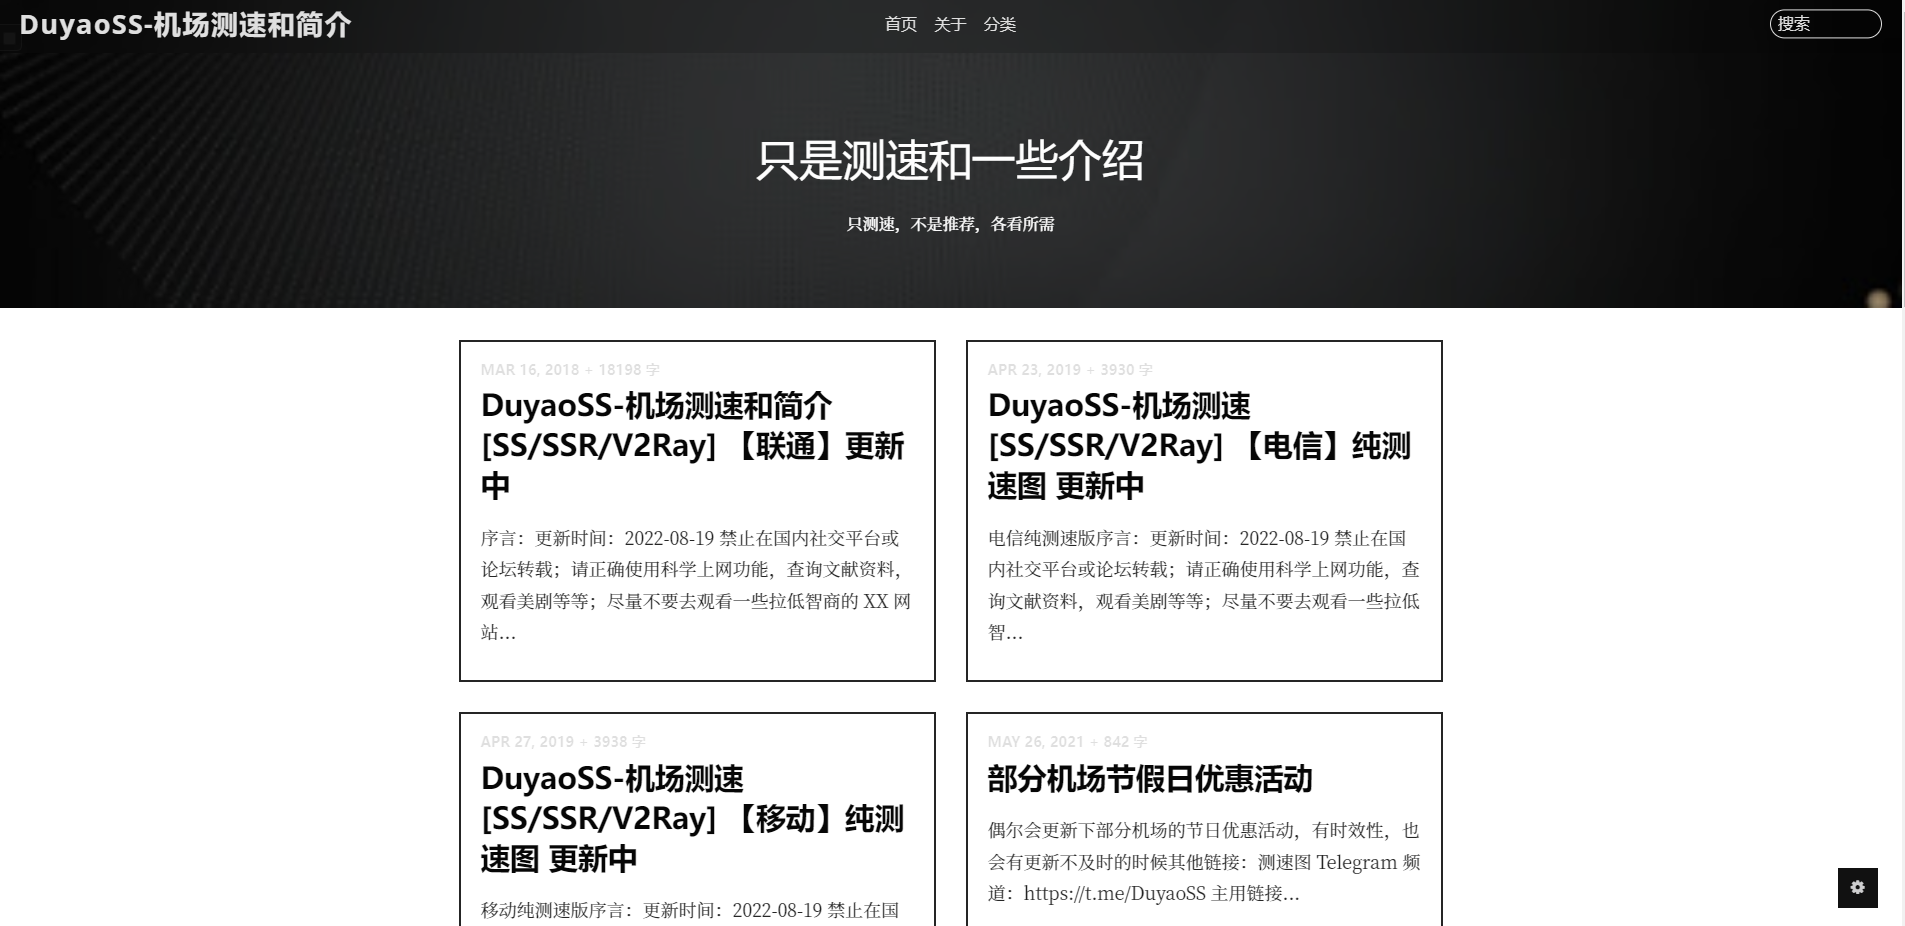 DuyaoSS-机场测速和简介
首页 关于 分类
搜索
只是测速和一些介绍
只测速，不是推荐，各看所需
MAR 16, 2018 + 18198 字
DuyaoSS-机场测速和简介
[SS/SSR/V2Ray] 【联通】更新
中
序言：更新时间：2022-08-19 禁止在国内社交平台或
论坛转载；请正确使用科学上网功能，查询文献资料，
观看美剧等等；尽量不要去观看一些拉低智商的 XX 网
站...
APR 23, 2019 + 3930 字
DuyaoSS-机场测速
[SS/SSR/V2Ray] 【电信】纯测
速图 更新中
电信纯测速版序言：更新时间：2022-08-19 禁止在国
内社交平台或论坛转载；请正确使用科学上网功能，查
询文献资料，观看美剧等等；尽量不要去观看一些拉低
智...
APR 27, 2019 + 3938 字
DuyaoSS-机场测速
[SS/SSR/V2Ray] 【移动】纯测
速图 更新中
移动纯测速版序言：更新时间：2022-08-19 禁止在国
MAY 26, 2021 + 842 字
部分机场节假日优惠活动
偶尔会更新下部分机场的节日优惠活动，有时效性，也
会有更新不及时的时候其他链接：测速图 Telegram 频
道：https://t.me/DuyaoSS 主用链接...